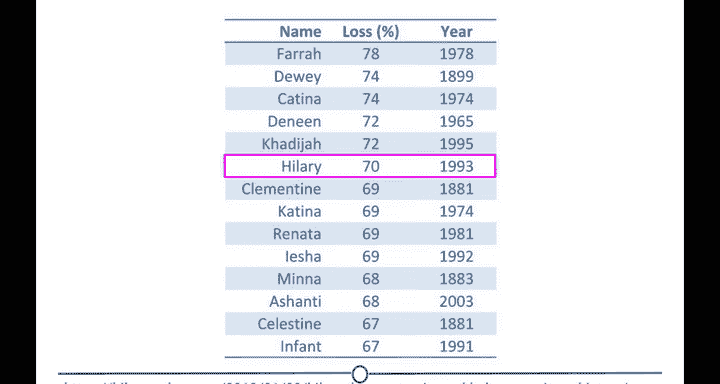 Name Loss (%) Year
Farrah 78 1978
Dewey 74 1899
Catina 74 1974
Deneen 72 1965
Khadijah 72 1995
Hilary 70 1993
Clementine 69 1881
Katina 69 1974
Renata 69 1981
Iesha 69 1992
Minna 68 1883
Ashanti 68 2003
Celestine 67 1881
Infant 67 1991